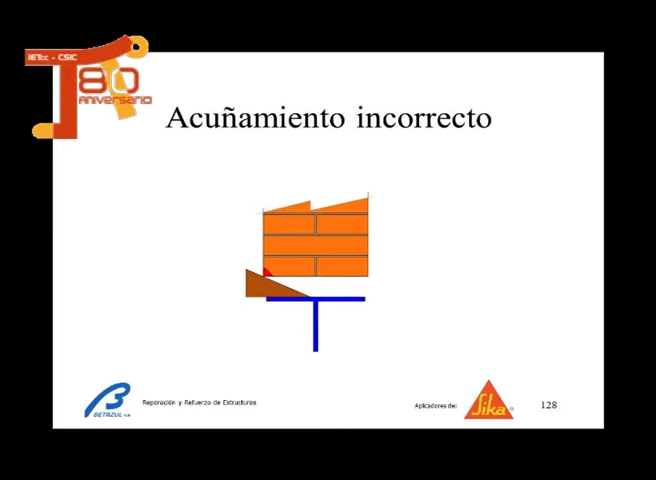 IETcc - CSIC
80
Aniversario
Acuñamiento incorrecto
BETAZUL s.a
Reparación y Refuerzo de Estructuras
Aplicadores de:
Sika®
128